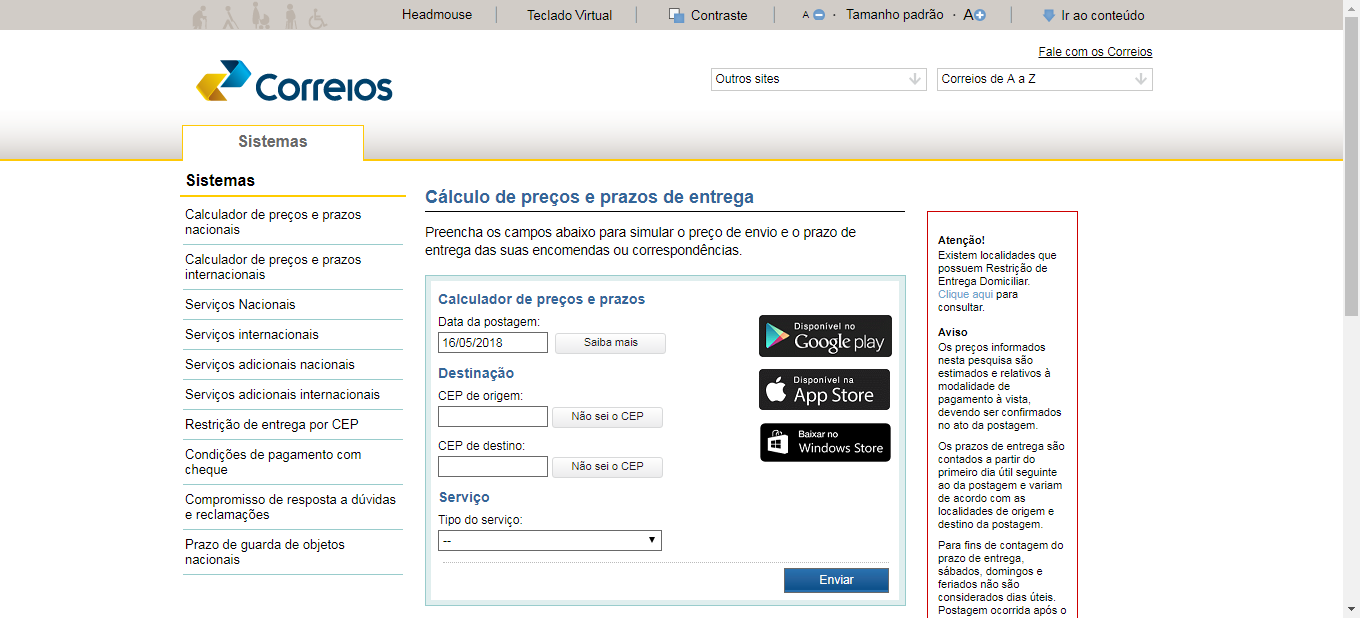 Headmouse
Teclado Virtual
Contraste
A
Tamanho padrão
A
Ir ao conteúdo
Fale com os Correios
Correios
Outros sites
Correios de A a Z
Sistemas
Sistemas
Calculador de preços e prazos
nacionais
Calculador de preços e prazos
internacionais
Serviços Nacionais
Serviços internacionais
Serviços adicionais nacionais
Serviços adicionais internacionais
Restrição de entrega por CEP
Condições de pagamento com
cheque
Compromisso de resposta a dúvidas
e reclamações
Prazo de guarda de objetos
nacionais
Cálculo de preços e prazos de entrega
Preencha os campos abaixo para simular o preço de envio e o prazo de
entrega das suas encomendas ou correspondências.
Calculador de preços e prazos
Data da postagem:
16/05/2018
Saiba mais
Destinação
CEP de origem:
Não sei o CEP
CEP de destino:
Não sei o CEP
Serviço
Tipo do serviço:
--
Enviar
Disponível no
Google play
Disponível na
App Store
Baixar no
Windows Store
Atenção!
Existem localidades que
possuem Restrição de
Entrega Domiciliar.
Clique aqui para
consultar.
Aviso
Os preços informados
nesta pesquisa são
estimados e relativos à
modalidade de
pagamento à vista,
devendo ser confirmados
no ato da postagem.
Os prazos de entrega são
contados a partir do
primeiro dia útil seguinte
ao da postagem e variam
de acordo com as
localidades de origem e
destino da postagem.
Para fins de contagem do
prazo de entrega,
sábados, domingos e
feriados não são
considerados dias úteis.
Postagem ocorrida após o